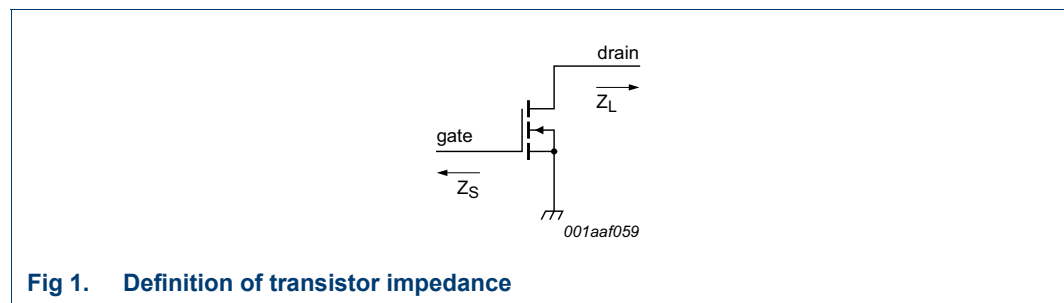 drain
Z_L
gate
Z_S
001aaf059
Fig 1. Definition of transistor impedance